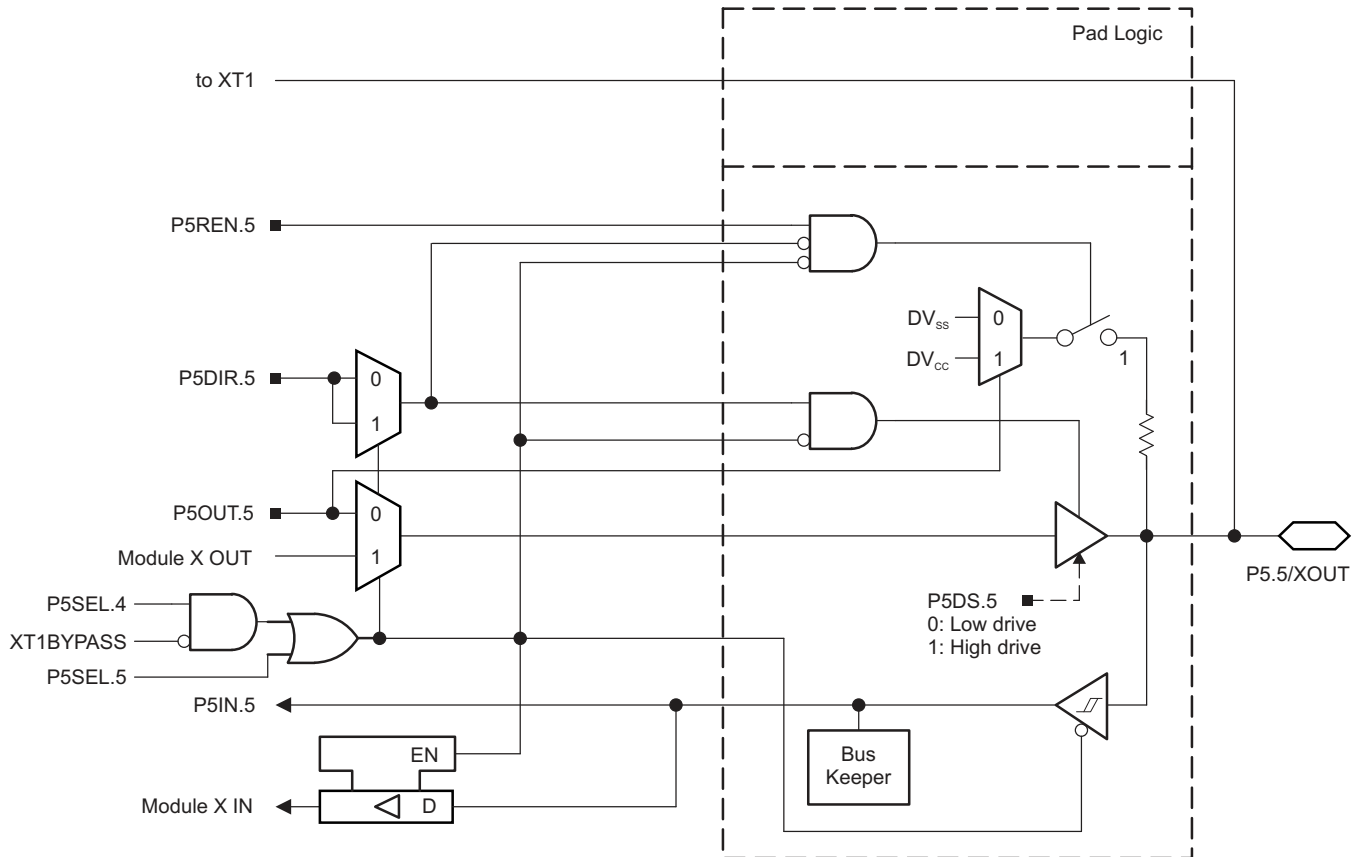 Pad Logic
to XT1
P5REN.5
DVSS
0
DVCC
1
1
P5DIR.5
0
1
P5OUT.5
0
Module X OUT
1
P5.5/XOUT
P5SEL.4
XT1BYPASS
P5SEL.5
P5DS.5
0: Low drive
1: High drive
P5IN.5
EN
Bus
Keeper
Module X IN
D